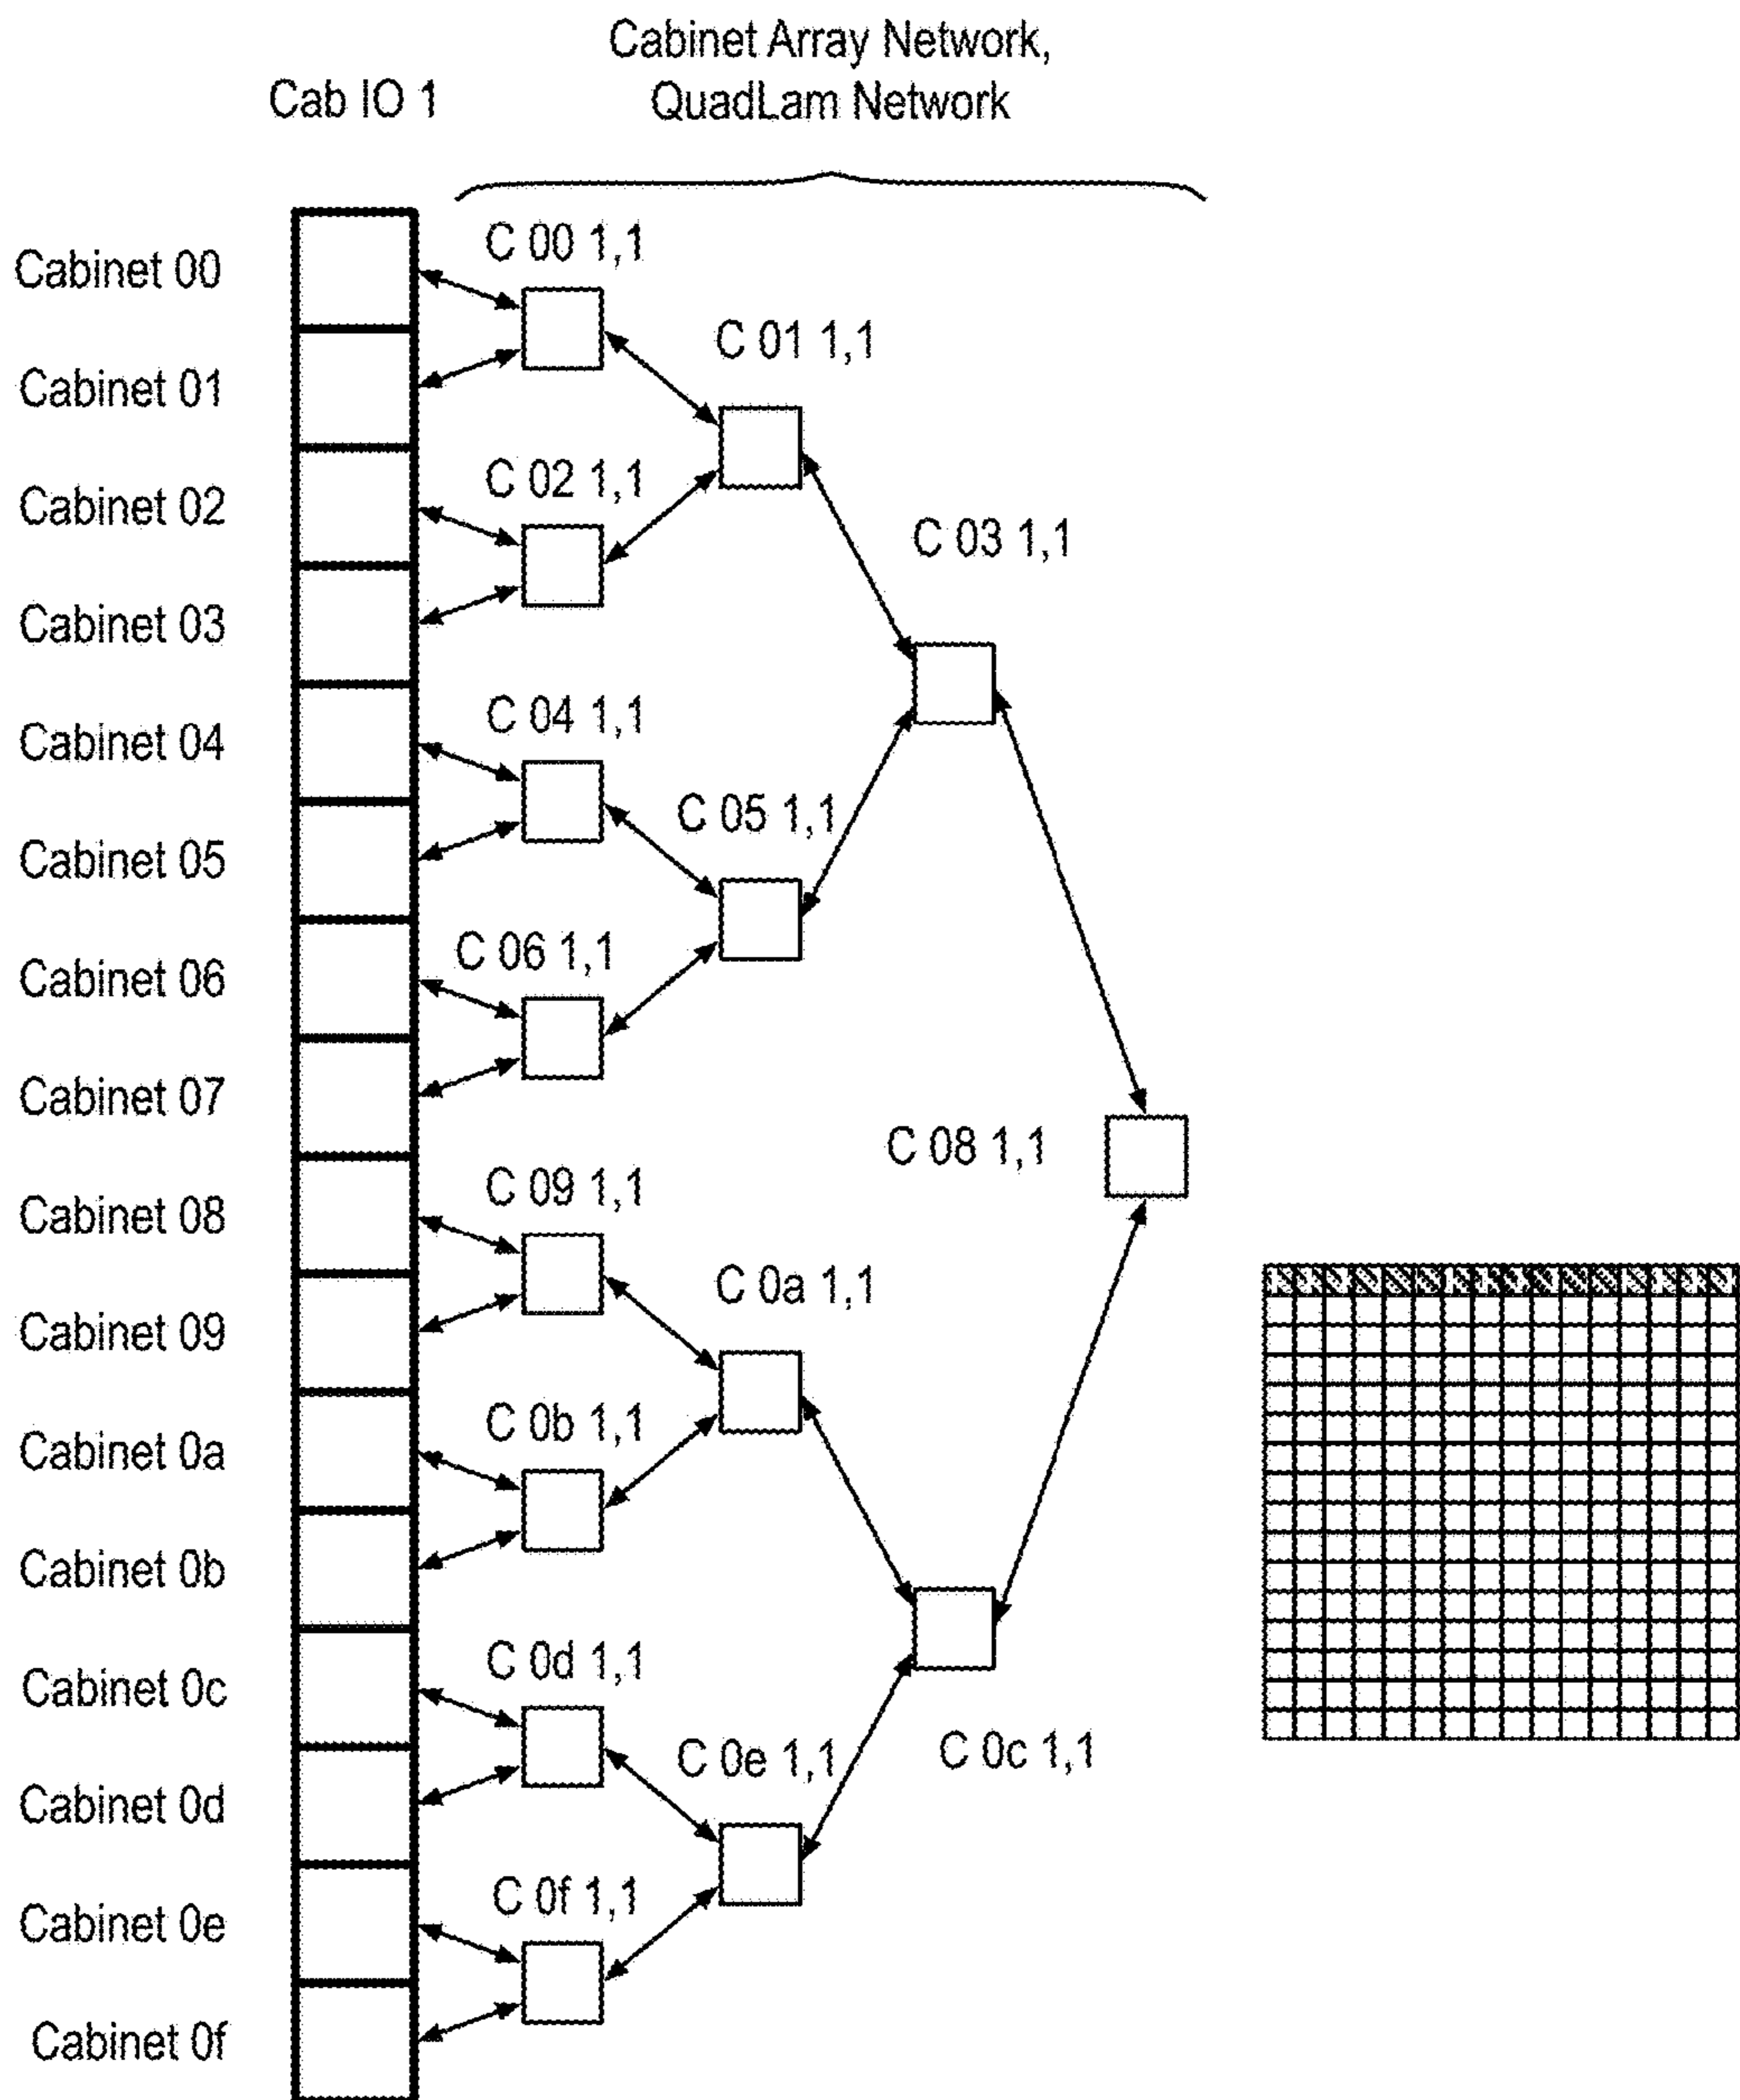 Cabinet Array Network,
QuadLam Network
Cab IO 1
C 00 1,1
Cabinet 00
C 01 1,1
Cabinet 01
C 02 1,1
Cabinet 02
C 03 1,1
Cabinet 03
C 04 1,1
Cabinet 04
C 05 1,1
Cabinet 05
C 06 1,1
Cabinet 06
Cabinet 07
C 08 1,1
C 09 1,1
Cabinet 08
C 0a 1,1
Cabinet 09
C 0b 1,1
Cabinet 0a
Cabinet 0b
C 0d 1,1
Cabinet 0c
C 0e 1,1
C 0c 1,1
Cabinet 0d
C 0f 1,1
Cabinet 0e
Cabinet 0f